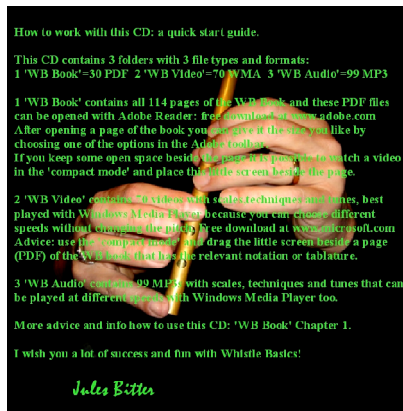 How to work with this CD: a quick start guide.
This CD contains 3 folders with 3 file types and formats:
1 'WB Book'=30 PDF 2 'WB Video'=70 WMA 3 'WB Audio'=99 MP3
1 'WB Book' contains all 114 pages of the WB Book and these PDF files
can be opened with Adobe Reader: free download at www.adobe.com
After opening a page of the book you can give it the size you like by
choosing one of the options in the Adobe toolbar.
If you keep some open space beside the page it is possible to watch a video
in the 'compact mode' and place this little screen beside the page.
2 'WB Video' contains 70 videos with scales, techniques and tunes, best
played with Windows Media Player because you can choose different
speeds without changing the pitch. Free download at www.microsoft.com
Advice: use the 'compact mode' and drag the little screen beside a page
(PDF) of the WB book that has the relevant notation or tablature.
3 'WB Audio' contains 99 MP3s with scales, techniques and tunes that can
be played at different speeds with Windows Media Player too.
More advice and info how to use this CD: 'WB Book' Chapter 1.
I wish you a lot of success and fun with Whistle Basics!
Jules Bitter